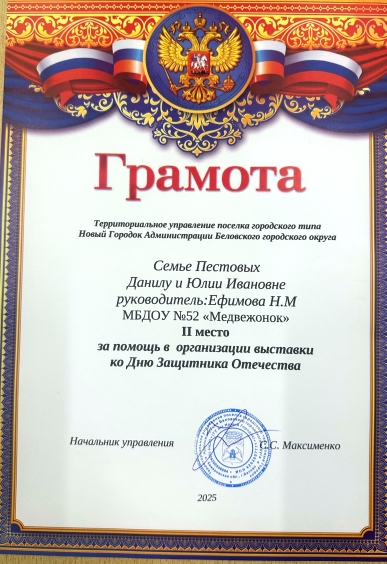 Грамота
Территориальное управление поселка городского типа
Новый Городок Администрации Беловского городского округа
Семье Пестовых
Данилу и Юлии Ивановне
руководитель:Ефимова Н.М
МБДОУ №52 «Медвежонок»
II место
за помощь в организации выставки
ко Дню Защитника Отечества
Начальник управления
С.С. Максименко
2025